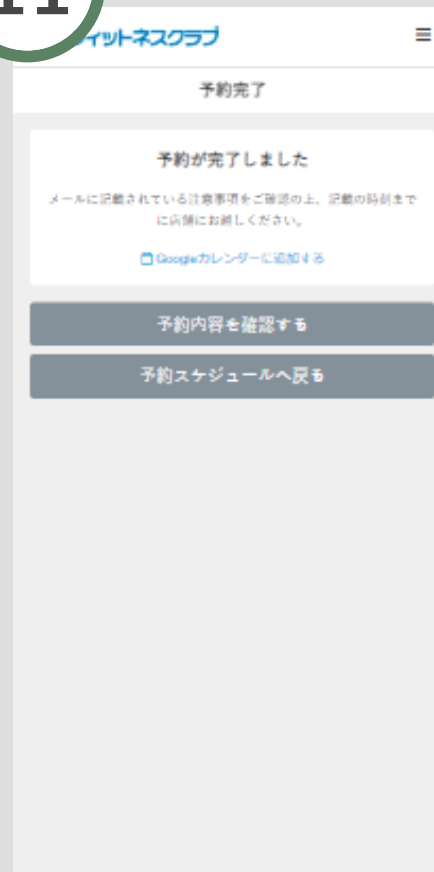 11
ィットネスクラブ
予約完了
予約が完了しました
メールに記載されている注意事項をご確認の上、記載の時刻まで
に店舗にお越しください。
Googleカレンダーに追加する
予約内容を確認する
予約スケジュールへ戻る